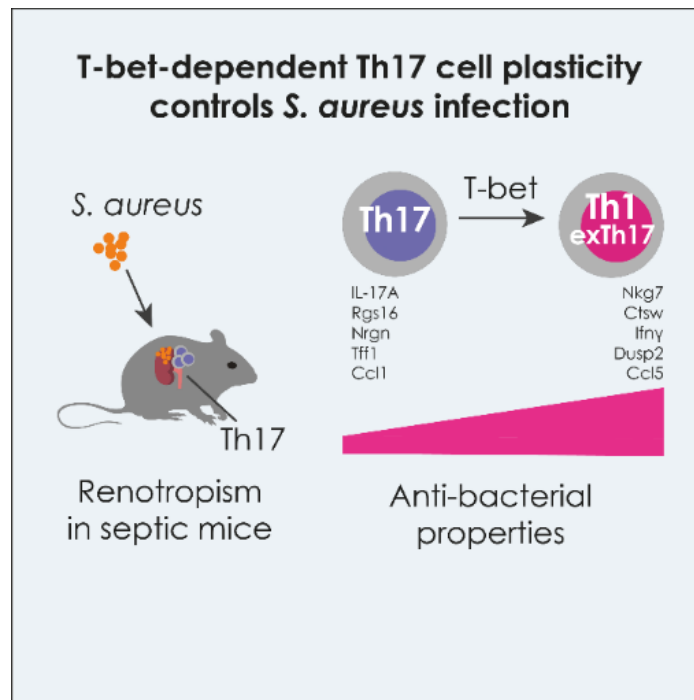 T-bet-dependent Th17 cell plasticity
controls S. aureus infection
S. aureus
Th17
Renotropism
in septic mice
Th17
T-bet
Th1
exTh17
IL-17A
Rgs16
Nrgn
Tff1
Ccl1
Nkg7
Ctsw
Ifnγ
Dusp2
Ccl5
Anti-bacterial
properties